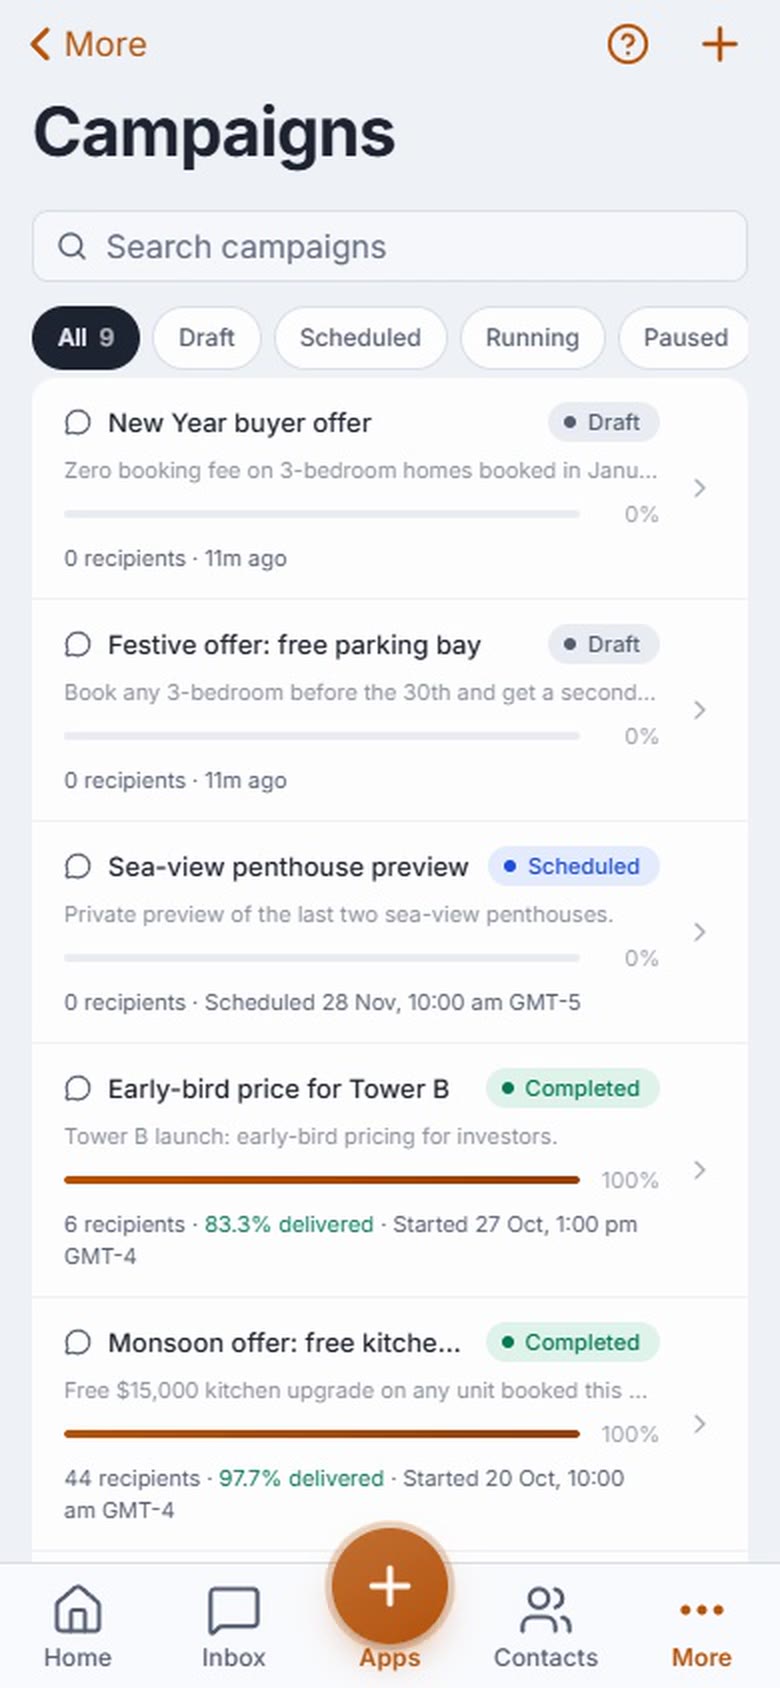 More
Campaigns
Search campaigns
All 9
Draft
Scheduled
Running
Paused
New Year buyer offer
Draft
Zero booking fee on 3-bedroom homes booked in Janu...
0%
0 recipients · 11m ago
Festive offer: free parking bay
Draft
Book any 3-bedroom before the 30th and get a second...
0%
0 recipients · 11m ago
Sea-view penthouse preview
Scheduled
Private preview of the last two sea-view penthouses.
0%
0 recipients · Scheduled 28 Nov, 10:00 am GMT-5
Early-bird price for Tower B
Completed
Tower B launch: early-bird pricing for investors.
100%
6 recipients · 83.3% delivered · Started 27 Oct, 1:00 pm
GMT-4
Monsoon offer: free kitche...
Completed
Free $15,000 kitchen upgrade on any unit booked this ...
100%
44 recipients · 97.7% delivered · Started 20 Oct, 10:00
am GMT-4
Home
Inbox
Apps
Contacts
More